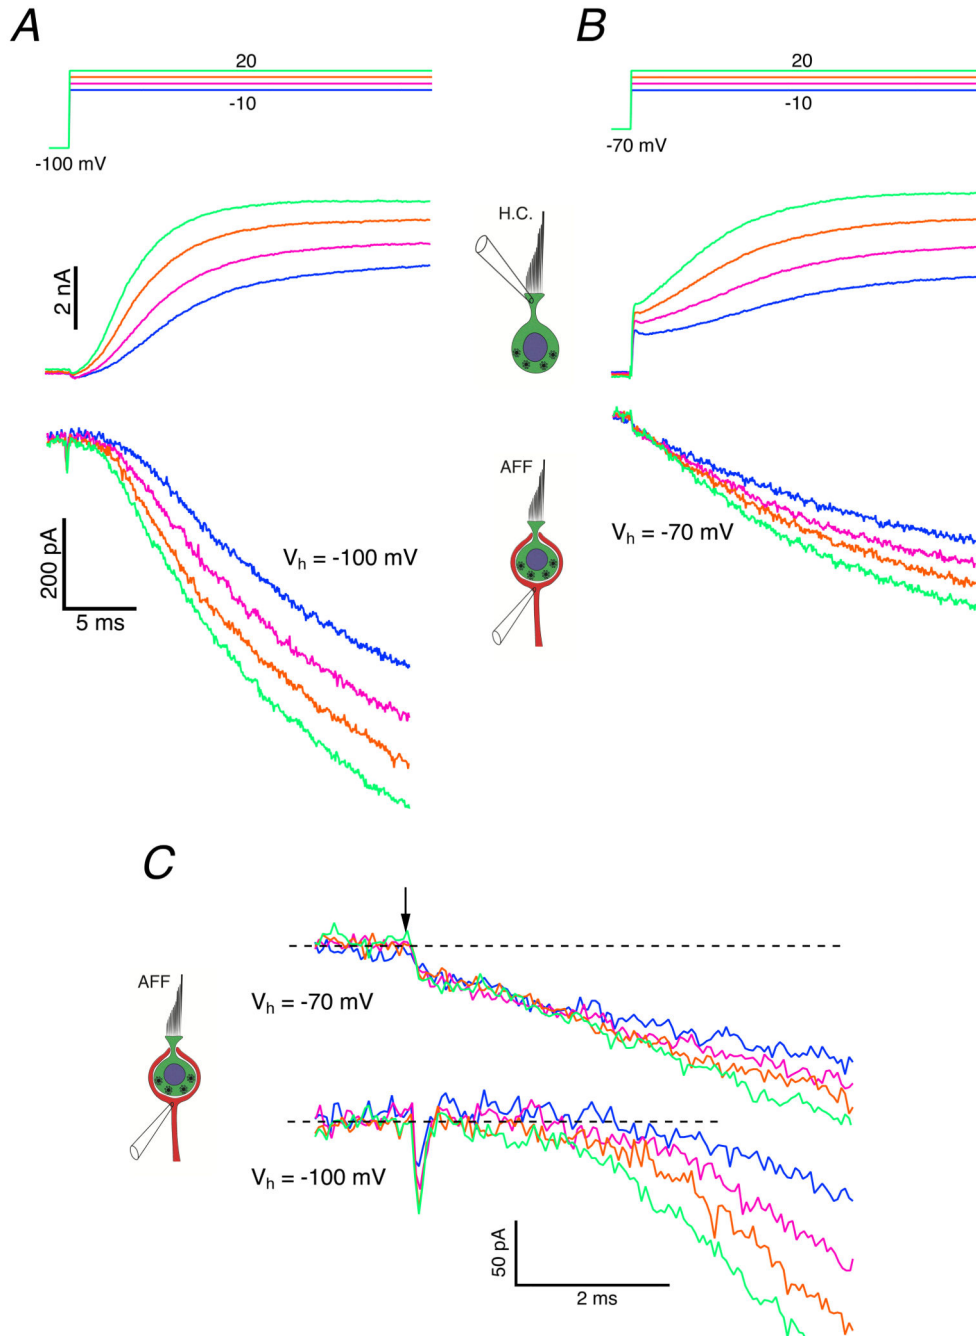 A
B
20
-10
-100 mV
20
-10
-70 mV
H.C.
2 nA
AFF
200 pA
5 ms
Vₕ = -100 mV
Vₕ = -70 mV
C
AFF
Vₕ = -70 mV
Vₕ = -100 mV
50 pA
2 ms